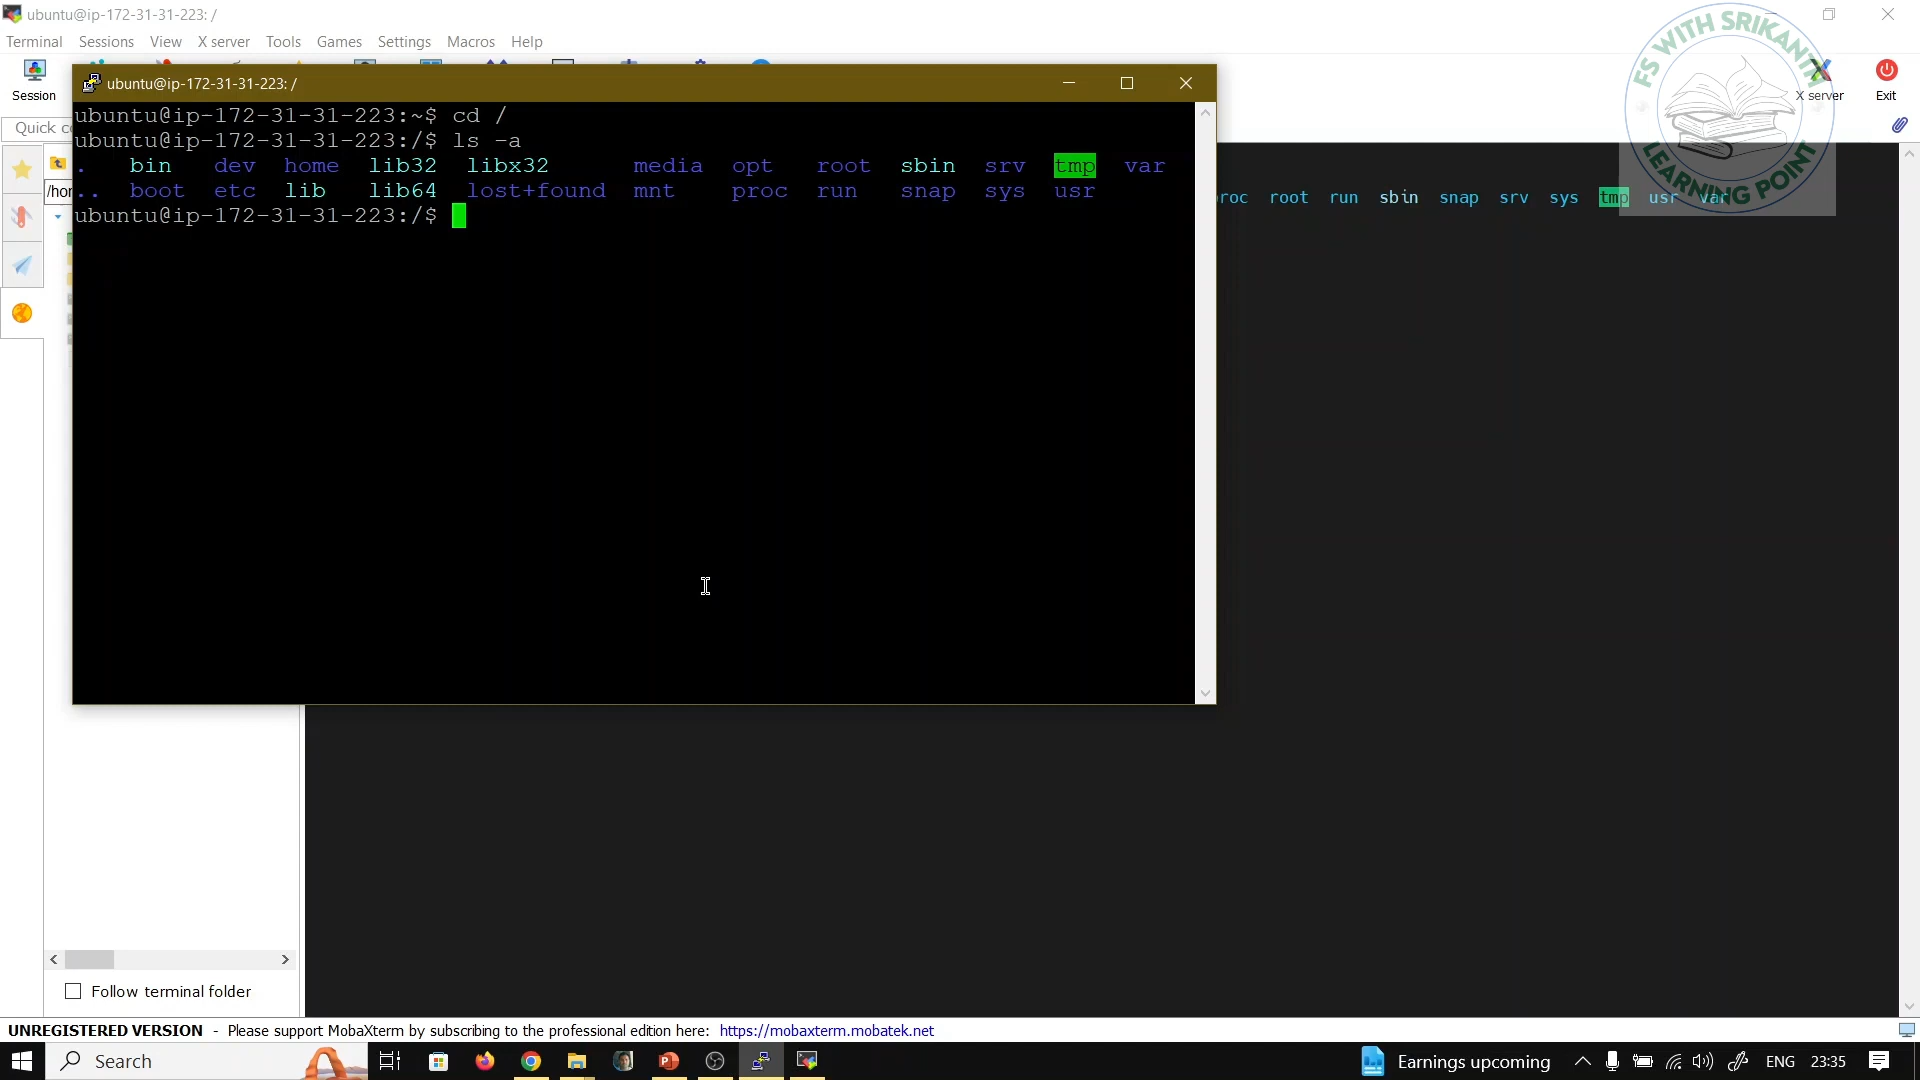 ubuntu@ip-172-31-31-223: /
Terminal Sessions View X server Tools Games Settings Macros Help
Session
X server
Exit
Quick co
/hor
ubuntu@ip-172-31-31-223: /
ubuntu@ip-172-31-31-223:~$ cd /
ubuntu@ip-172-31-31-223:/$ ls -a
. bin dev home lib32 libx32 media opt root sbin srv tmp var
.. boot etc lib lib64 lost+found mnt proc run snap sys usr
ubuntu@ip-172-31-31-223:/$
roc root run sbin snap srv sys tmp usr var
FS WITH SRIKANTH
LEARNING POINT
Follow terminal folder
UNREGISTERED VERSION - Please support MobaXterm by subscribing to the professional edition here: https://mobaxterm.mobatek.net
Search
Earnings upcoming
ENG
23:35